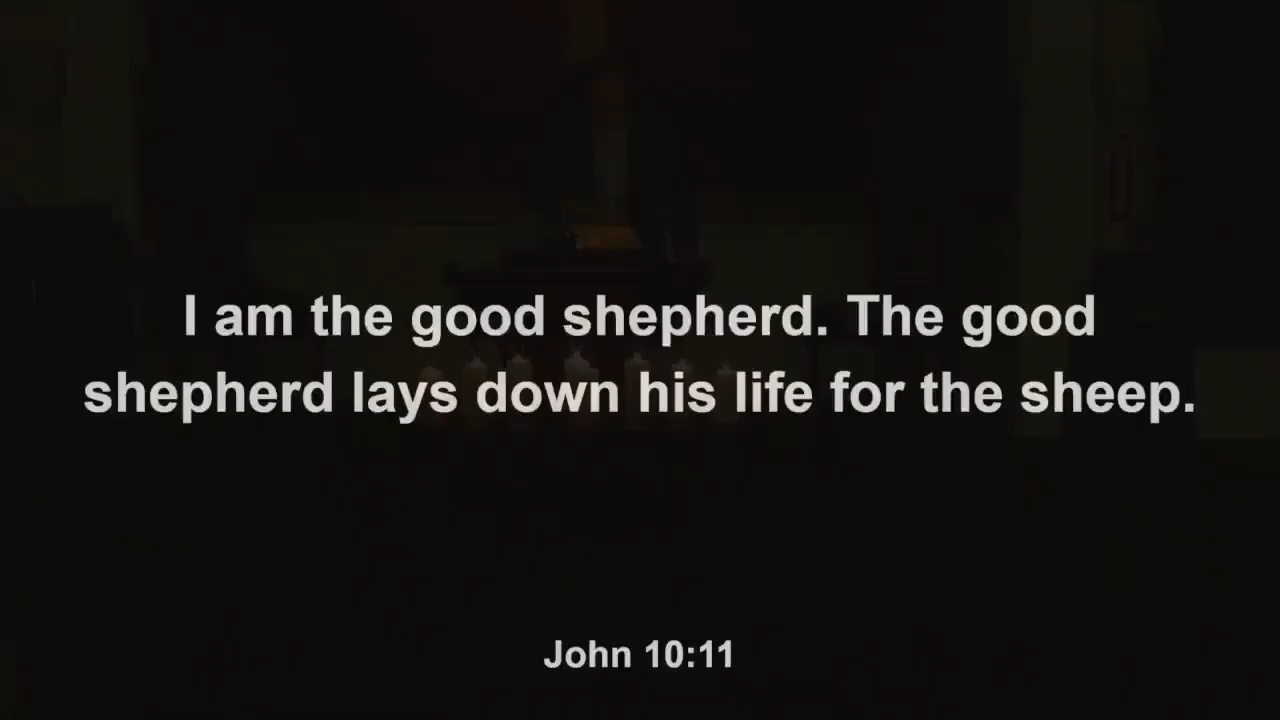 I am the good shepherd. The good
shepherd lays down his life for the sheep.
John 10:11